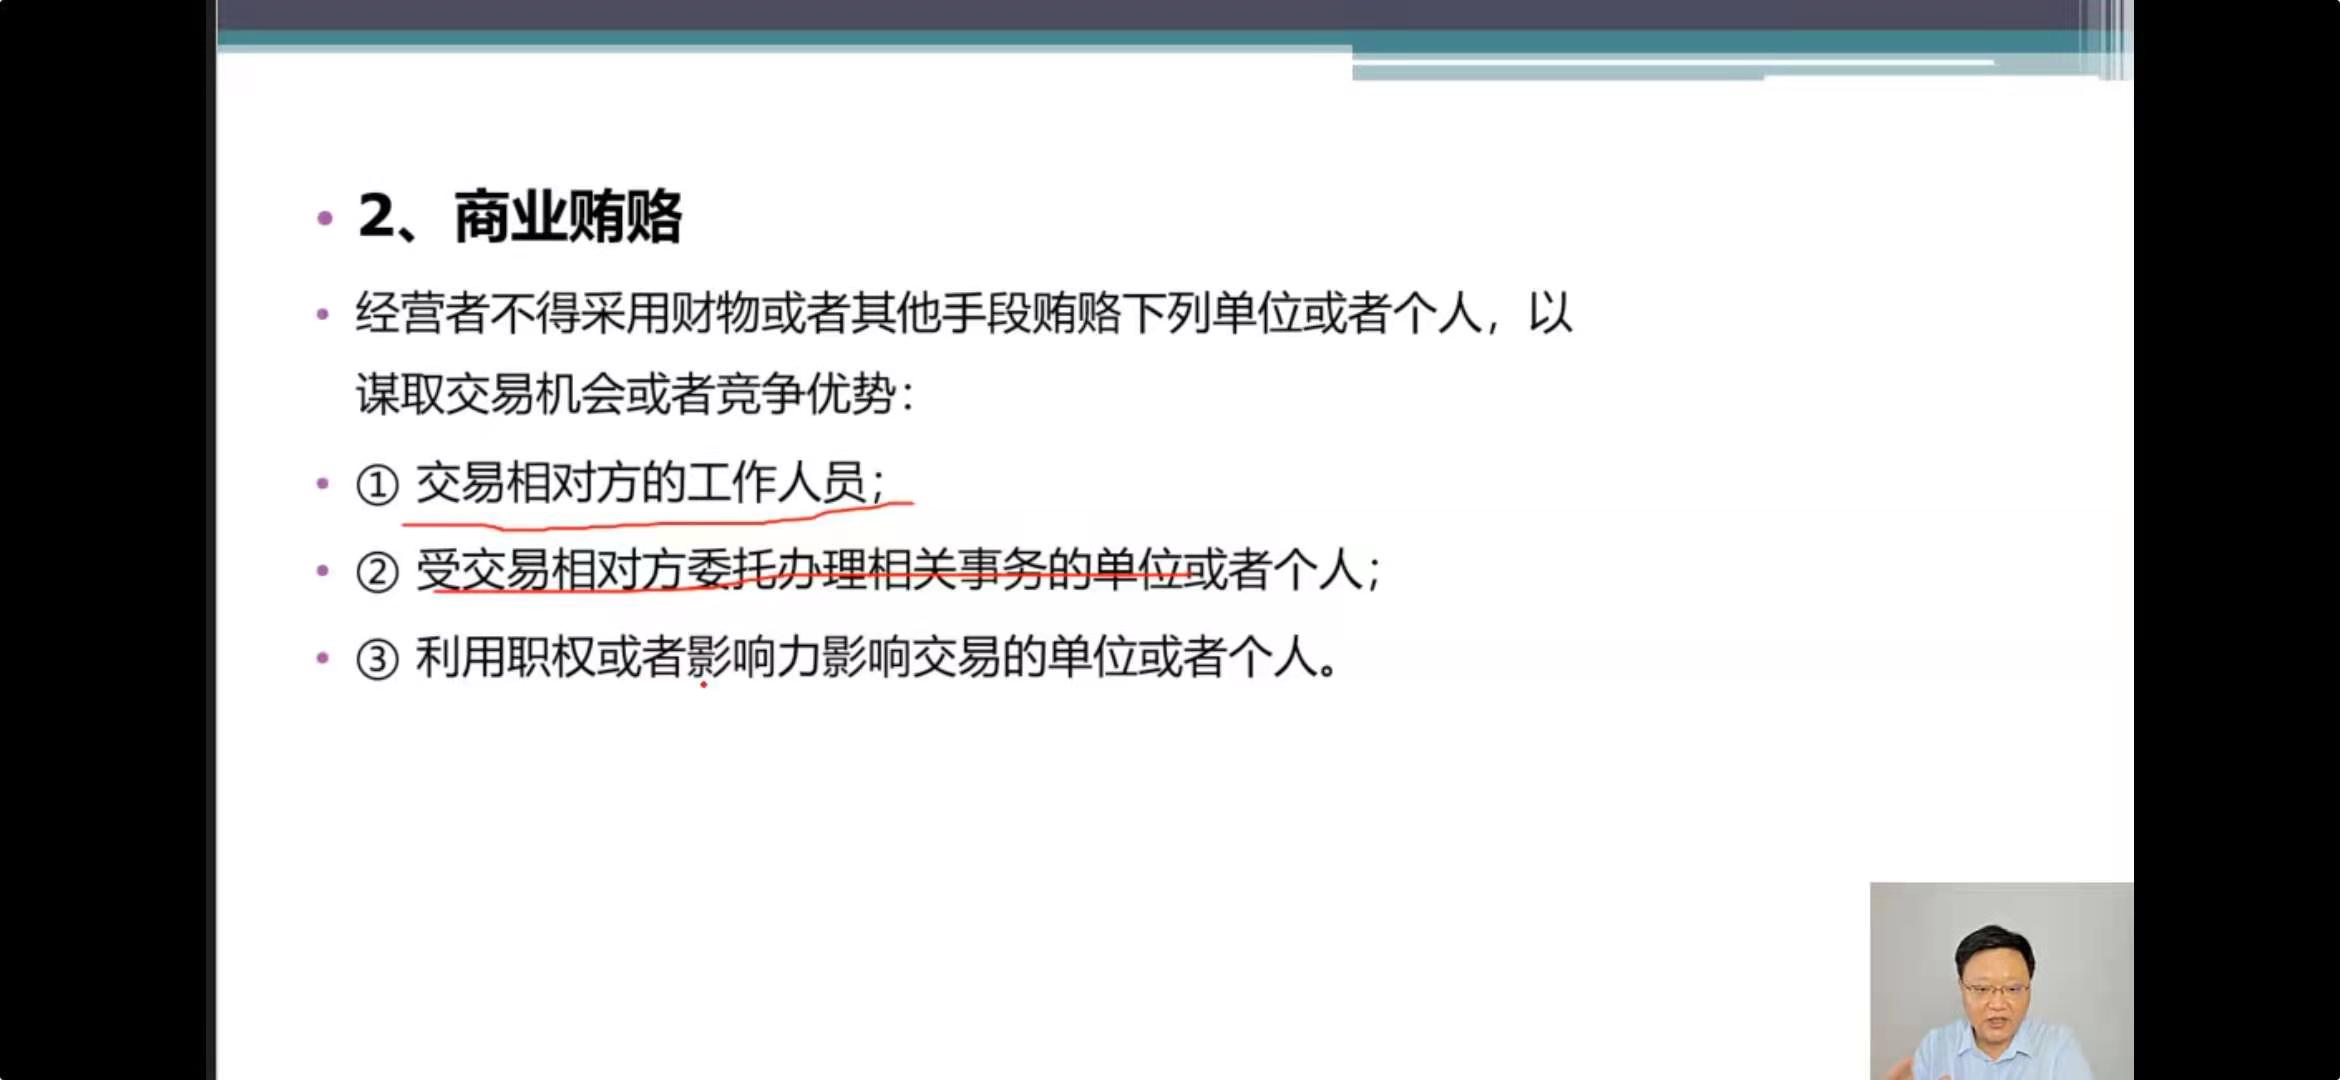 2、商业贿赂
经营者不得采用财物或者其他手段贿赂下列单位或者个人，以
谋取交易机会或者竞争优势：
① 交易相对方的工作人员；
② 受交易相对方委托办理相关事务的单位或者个人；
③ 利用职权或者影响力影响交易的单位或者个人。